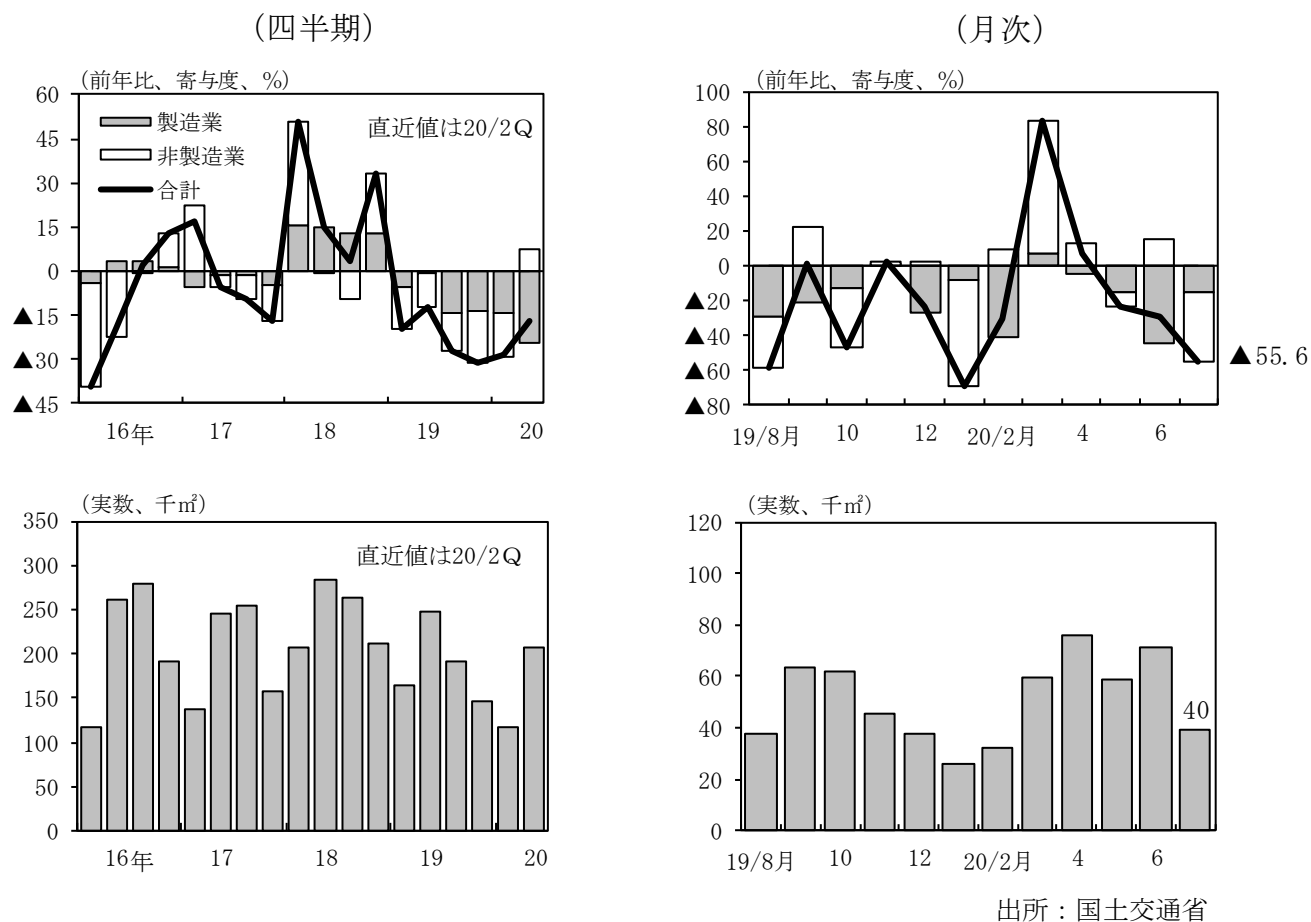 (四半期)
(前年比、寄与度、%)
60
45
30
15
0
▲15
▲30
▲45
製造業
非製造業
合計
直近値は20/2Q
16年 17 18 19 20
(月次)
(前年比、寄与度、%)
100
80
60
40
20
0
▲20
▲40
▲60
▲80
▲55.6
19/8月 10 12 20/2月 4 6
(実数、千㎡)
350
300
250
200
150
100
50
0
直近値は20/2Q
16年 17 18 19 20
(実数、千㎡)
120
100
80
60
40
20
0
40
19/8月 10 12 20/2月 4 6
出所：国土交通省